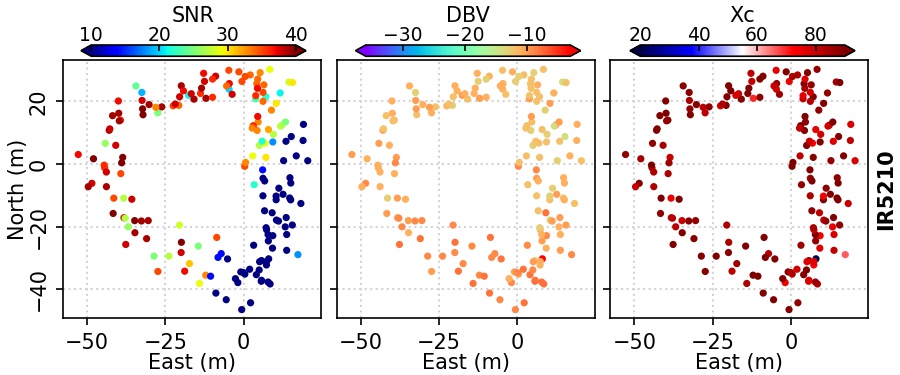 SNR DBV Xc
10 20 30 40 −30 −20 −10 20 40 60 80
20
0
−20
−40
North (m)
−50 −25 0 −50 −25 0 −50 −25 0
East (m) East (m) East (m)
IR5210